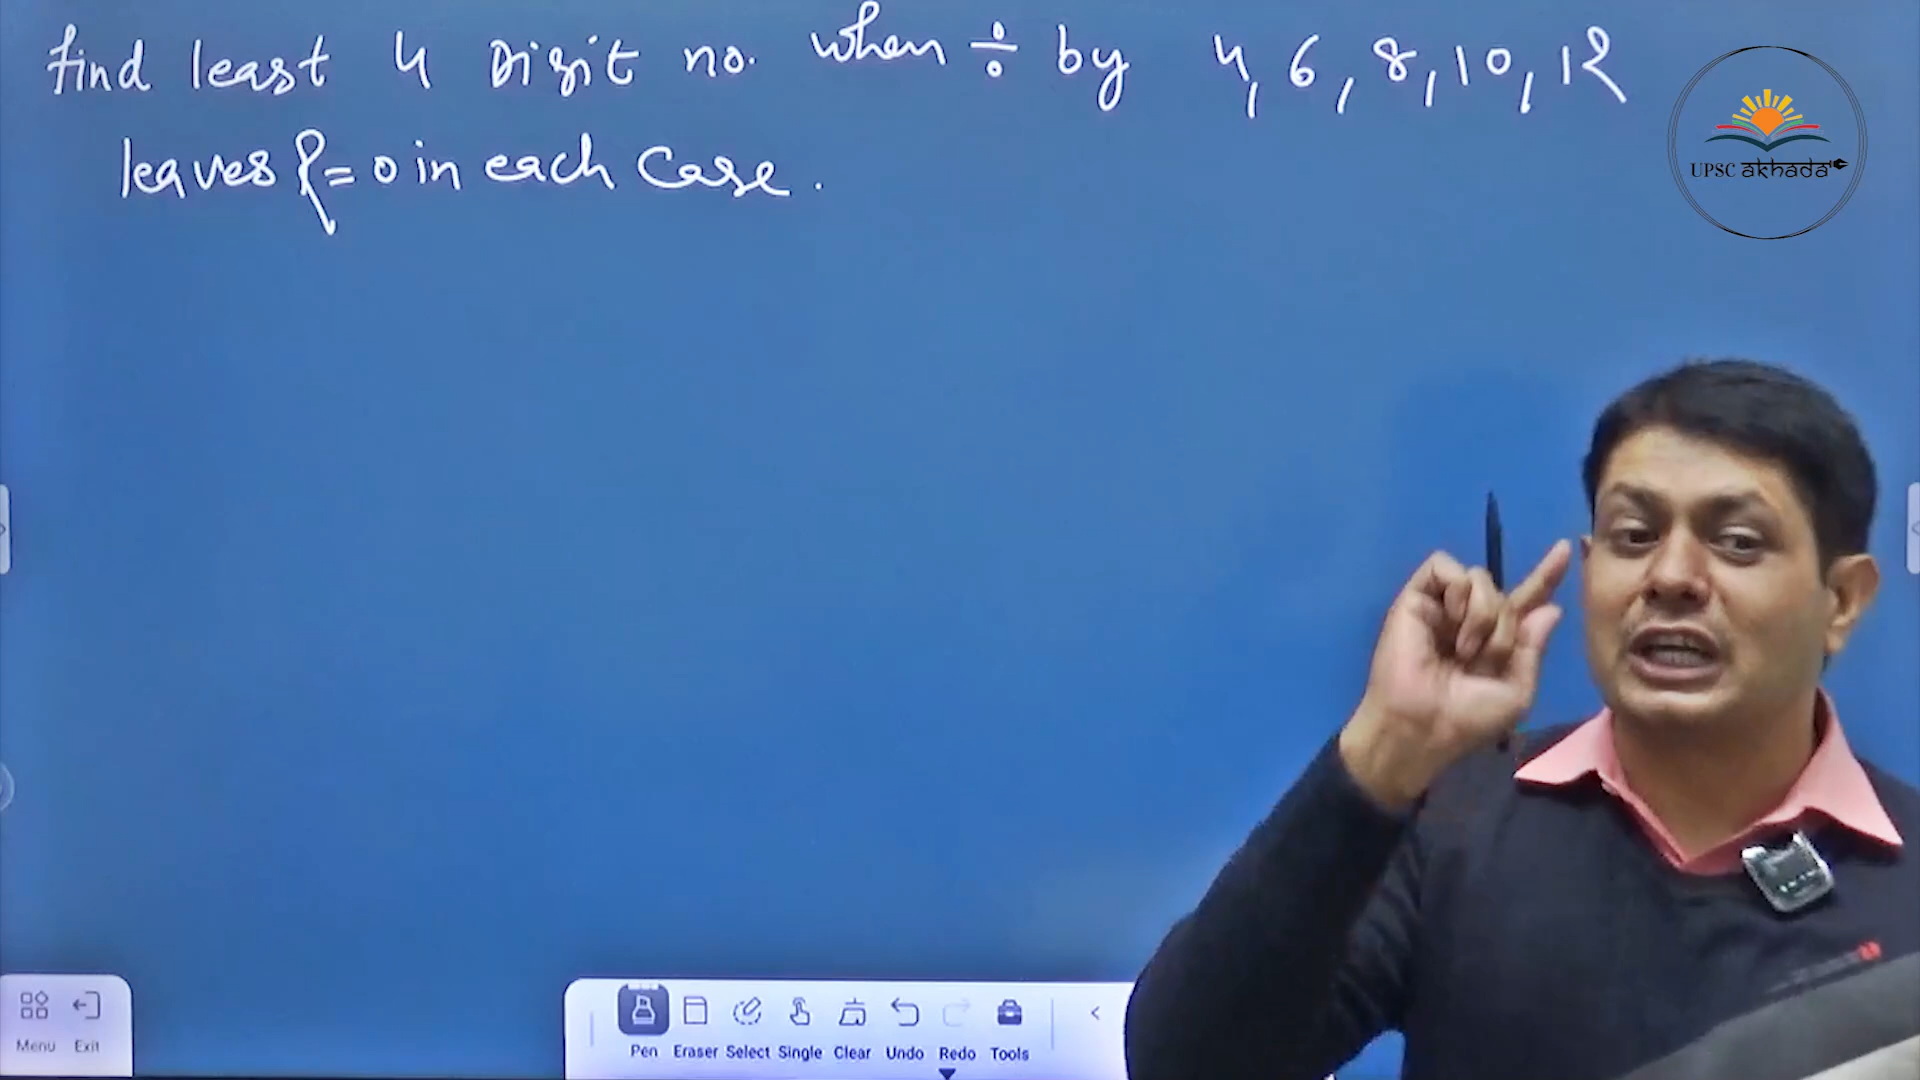 find least 4 Digit no. when ÷ by 4, 6, 8, 10, 12
leaves R = 0 in each case.
UPSC akhada
Menu Exit
Pen Eraser Select Single Clear Undo Redo Tools